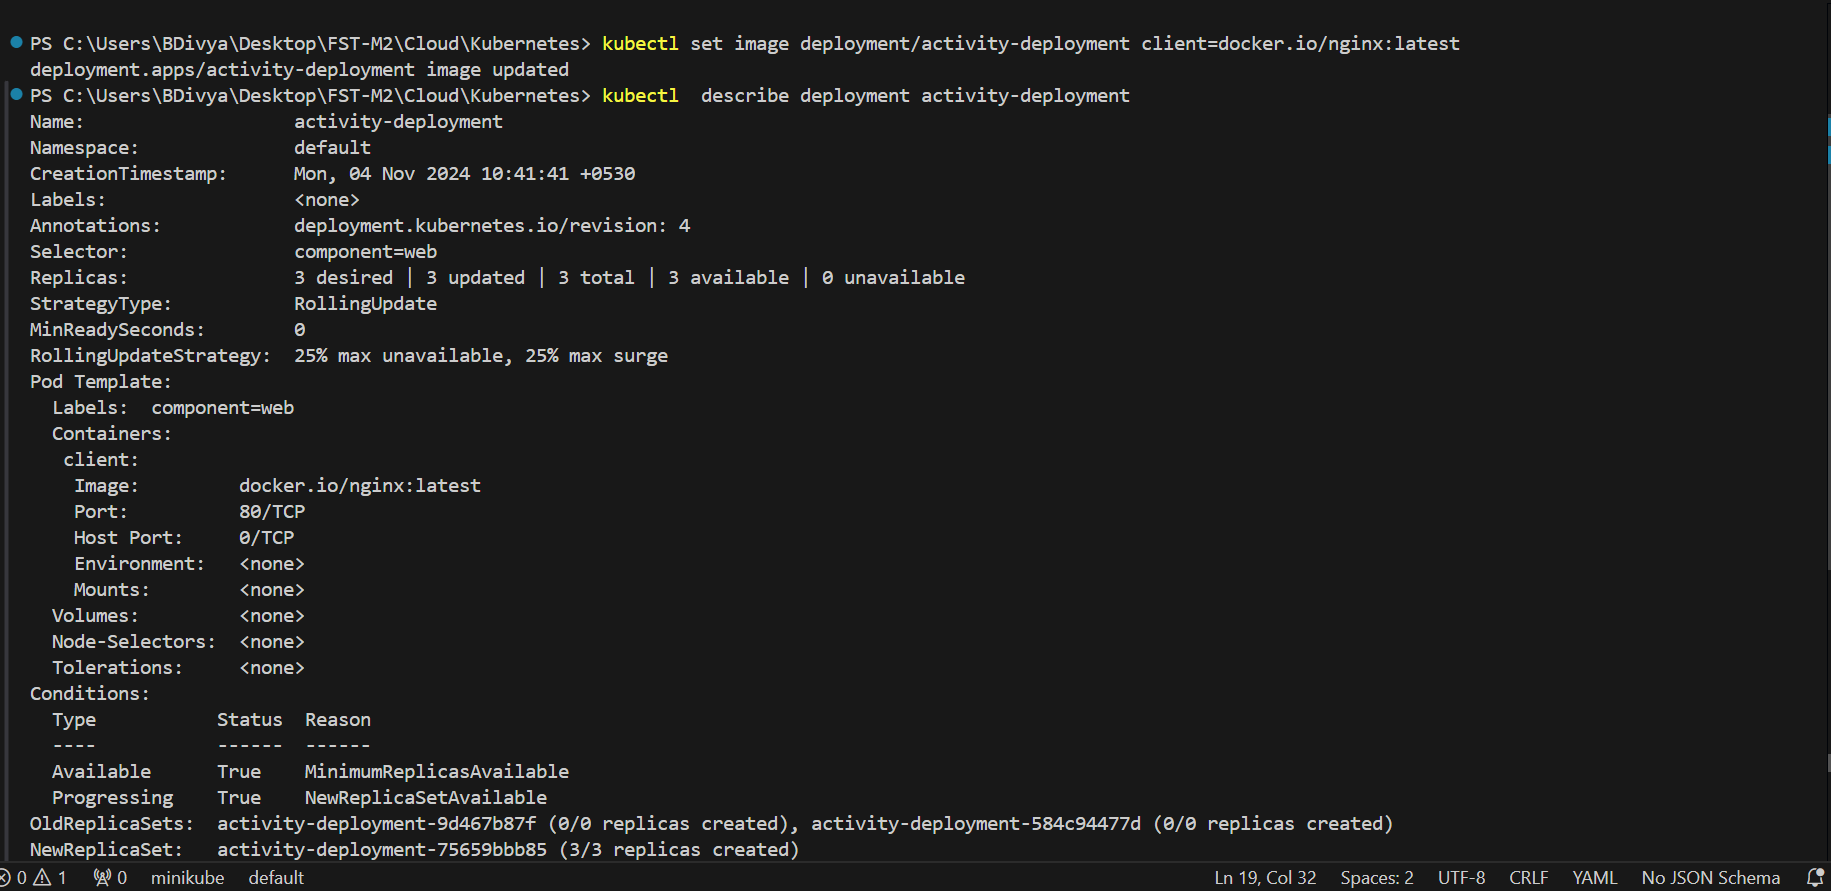 PS C:\Users\BDivya\Desktop\FST-M2\Cloud\Kubernetes> kubectl set image deployment/activity-deployment client=docker.io/nginx:latest
deployment.apps/activity-deployment image updated
PS C:\Users\BDivya\Desktop\FST-M2\Cloud\Kubernetes> kubectl  describe deployment activity-deployment
Name:                   activity-deployment
Namespace:              default
CreationTimestamp:      Mon, 04 Nov 2024 10:41:41 +0530
Labels:                 <none>
Annotations:            deployment.kubernetes.io/revision: 4
Selector:               component=web
Replicas:               3 desired | 3 updated | 3 total | 3 available | 0 unavailable
StrategyType:           RollingUpdate
MinReadySeconds:        0
RollingUpdateStrategy:  25% max unavailable, 25% max surge
Pod Template:
  Labels:  component=web
  Containers:
   client:
    Image:         docker.io/nginx:latest
    Port:          80/TCP
    Host Port:     0/TCP
    Environment:   <none>
    Mounts:        <none>
  Volumes:         <none>
  Node-Selectors:  <none>
  Tolerations:     <none>
Conditions:
  Type           Status  Reason
  ----           ------  ------
  Available      True    MinimumReplicasAvailable
  Progressing    True    NewReplicaSetAvailable
OldReplicaSets:  activity-deployment-9d467b87f (0/0 replicas created), activity-deployment-584c94477d (0/0 replicas created)
NewReplicaSet:   activity-deployment-75659bbb85 (3/3 replicas created)
0 1 0 minikube default Ln 19, Col 32 Spaces: 2 UTF-8 CRLF YAML No JSON Schema